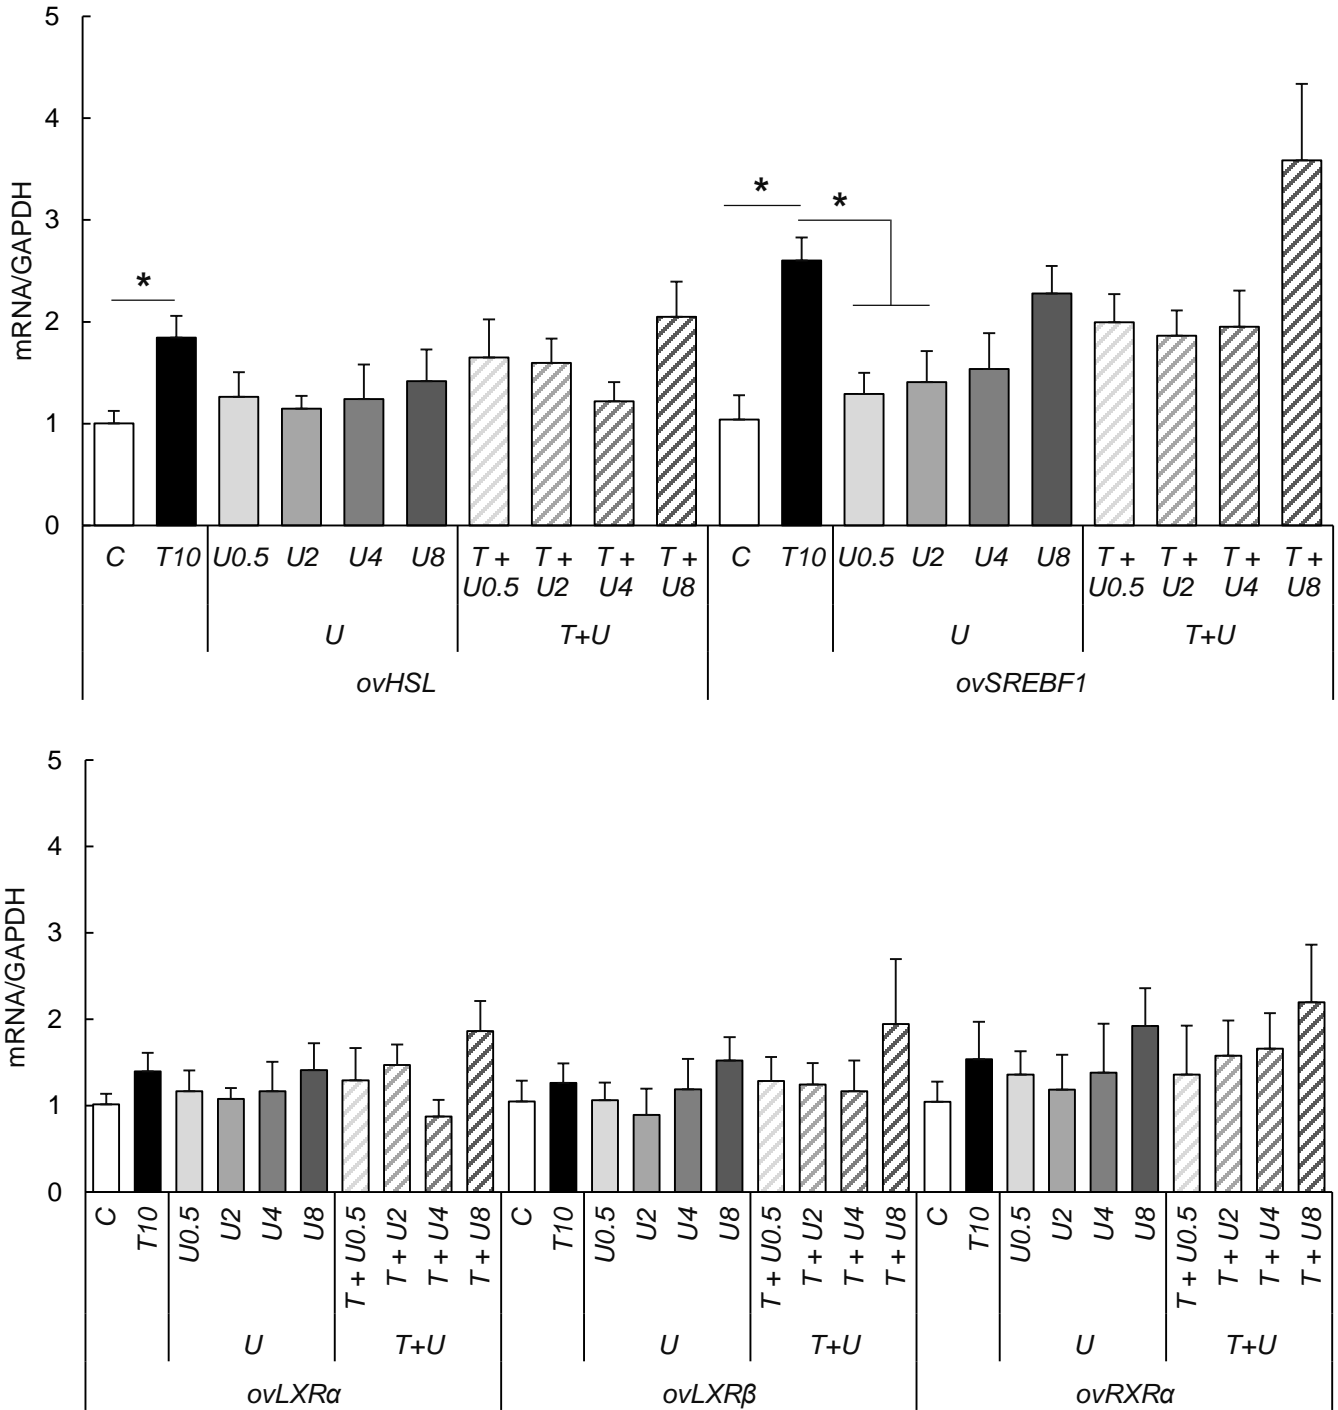 5
4
3
2
1
0
mRNA/GAPDH
*
*
*
C T10 U0.5 U2 U4 U8 T + U0.5 T + U2 T + U4 T + U8 C T10 U0.5 U2 U4 U8 T + U0.5 T + U2 T + U4 T + U8
U T+U U T+U
ovHSL ovSREBF1
5
4
3
2
1
0
mRNA/GAPDH
C T10 U0.5 U2 U4 U8 T + U0.5 T + U2 T + U4 T + U8 C T10 U0.5 U2 U4 U8 T + U0.5 T + U2 T + U4 T + U8 C T10 U0.5 U2 U4 U8 T + U0.5 T + U2 T + U4 T + U8
U T+U U T+U U T+U
ovLXRα ovLXRβ ovRXRα